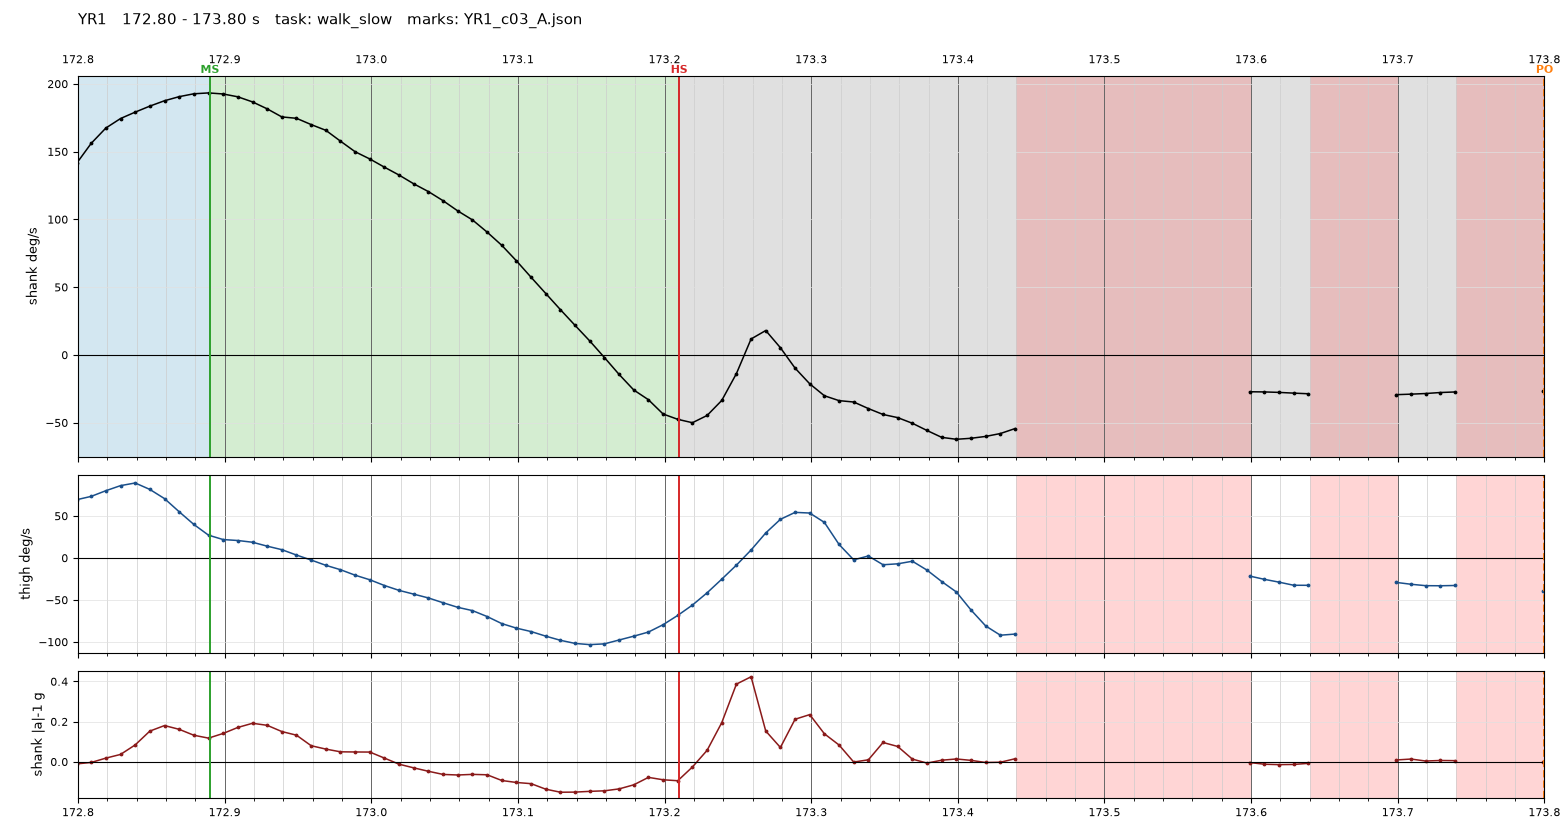 YR1   172.80 - 173.80 s   task: walk_slow   marks: YR1_c03_A.json
172.8 172.9 173.0 173.1 173.2 173.3 173.4 173.5 173.6 173.7 173.8
MS HS PO
200
150
100
50
0
−50
shank deg/s
50
0
−50
−100
thigh deg/s
0.4
0.2
0.0
shank |a|-1 g
172.8 172.9 173.0 173.1 173.2 173.3 173.4 173.5 173.6 173.7 173.8